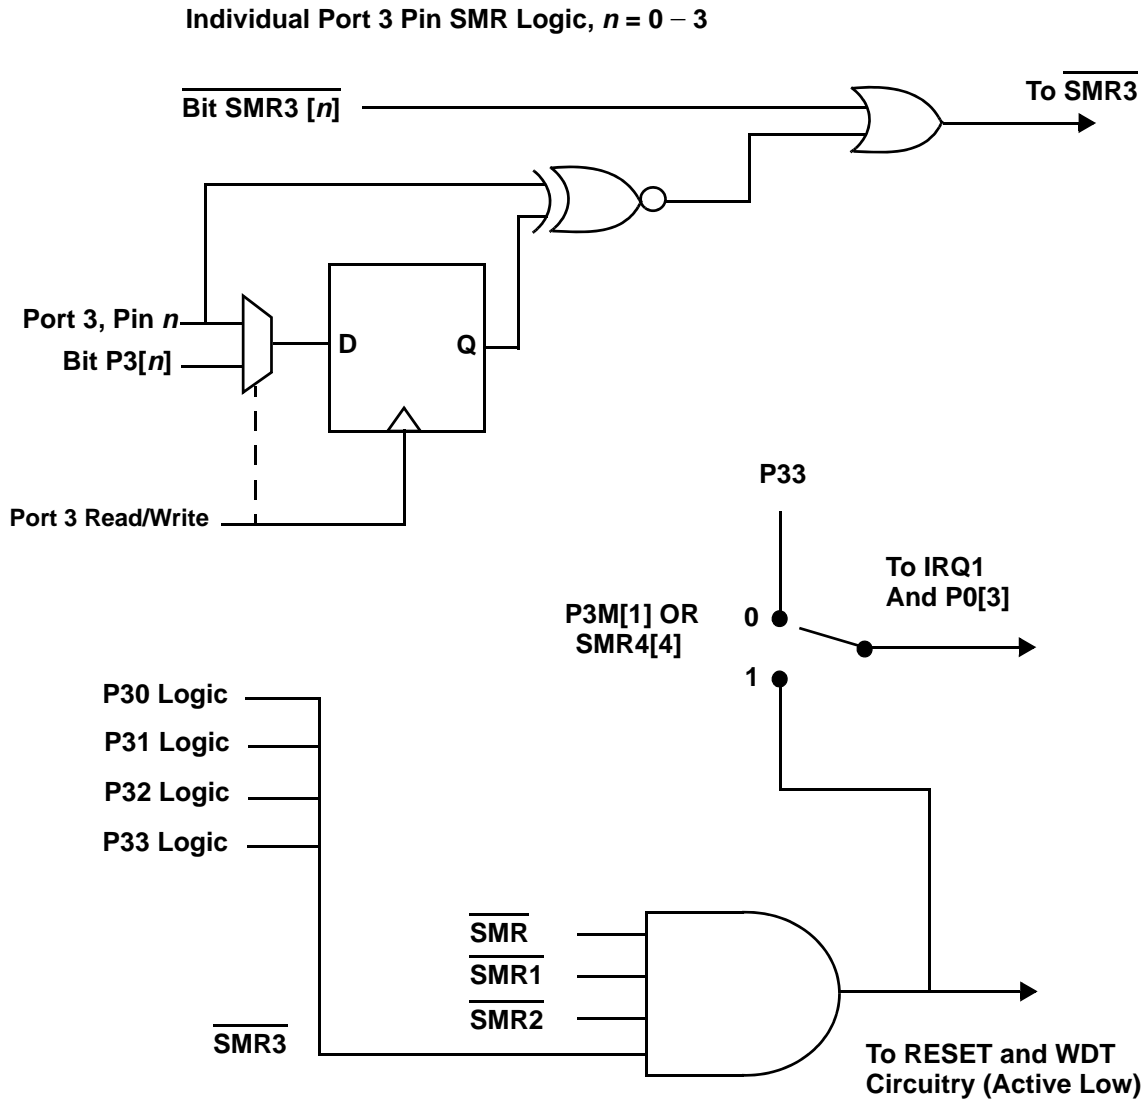 Individual Port 3 Pin SMR Logic, n = 0 – 3
Bit SMR3 [n]
To SMR3
Port 3, Pin n
D
Q
Bit P3[n]
P33
Port 3 Read/Write
To IRQ1
And P0[3]
P3M[1] OR
SMR4[4]
0
1
P30 Logic
P31 Logic
P32 Logic
P33 Logic
SMR
SMR1
SMR2
SMR3
To RESET and WDT
Circuitry (Active Low)